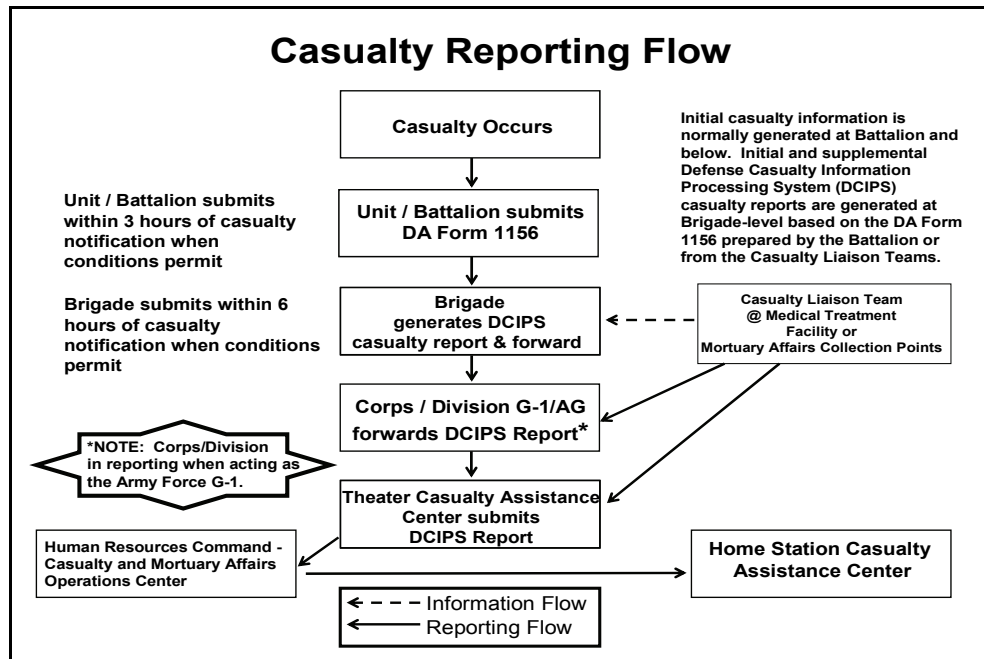 Casualty Reporting Flow
Casualty Occurs
Initial casualty information is
normally generated at Battalion and
below.  Initial and supplemental
Defense Casualty Information
Processing System (DCIPS)
casualty reports are generated at
Brigade-level based on the DA Form
1156 prepared by the Battalion or
from the Casualty Liaison Teams.
Unit / Battalion submits
within 3 hours of casualty
notification when
conditions permit
Unit / Battalion submits
DA Form 1156
Brigade submits within 6
hours of casualty
notification when conditions
permit
Brigade
generates DCIPS
casualty report & forward
Casualty Liaison Team
@ Medical Treatment
Facility or
Mortuary Affairs Collection Points
Corps / Division G-1/AG
forwards DCIPS Report*
*NOTE:  Corps/Division
in reporting when acting as
the Army Force G-1.
Theater Casualty Assistance
Center submits
DCIPS Report
Human Resources Command -
Casualty and Mortuary Affairs
Operations Center
Home Station Casualty
Assistance Center
Information Flow
Reporting Flow